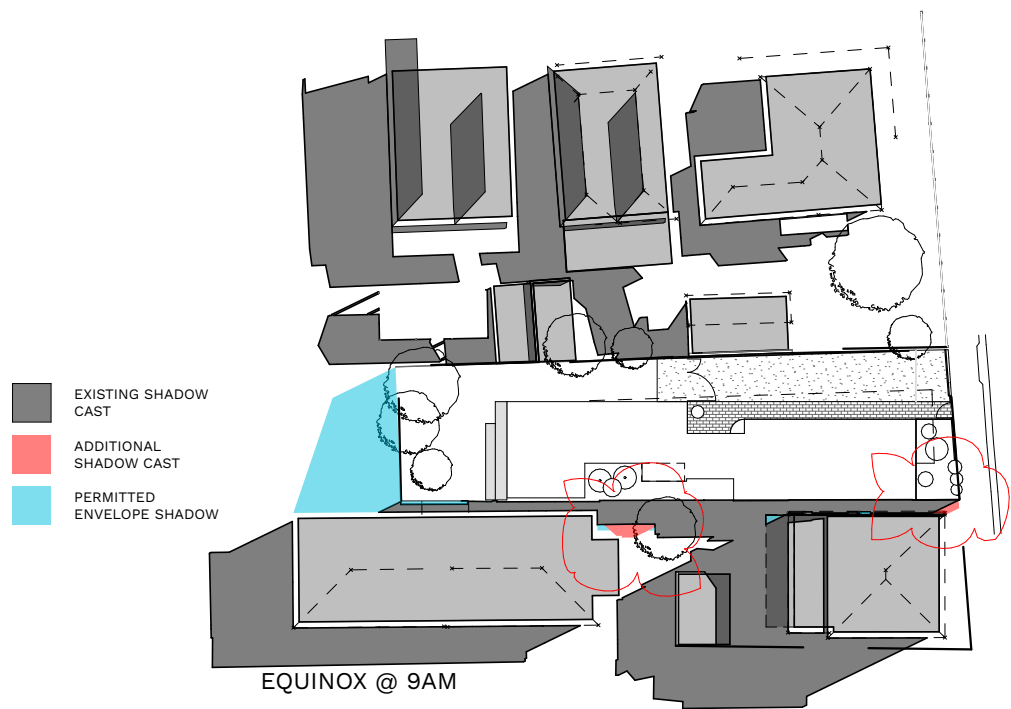 EXISTING SHADOW
CAST
ADDITIONAL
SHADOW CAST
PERMITTED
ENVELOPE SHADOW
EQUINOX @ 9AM